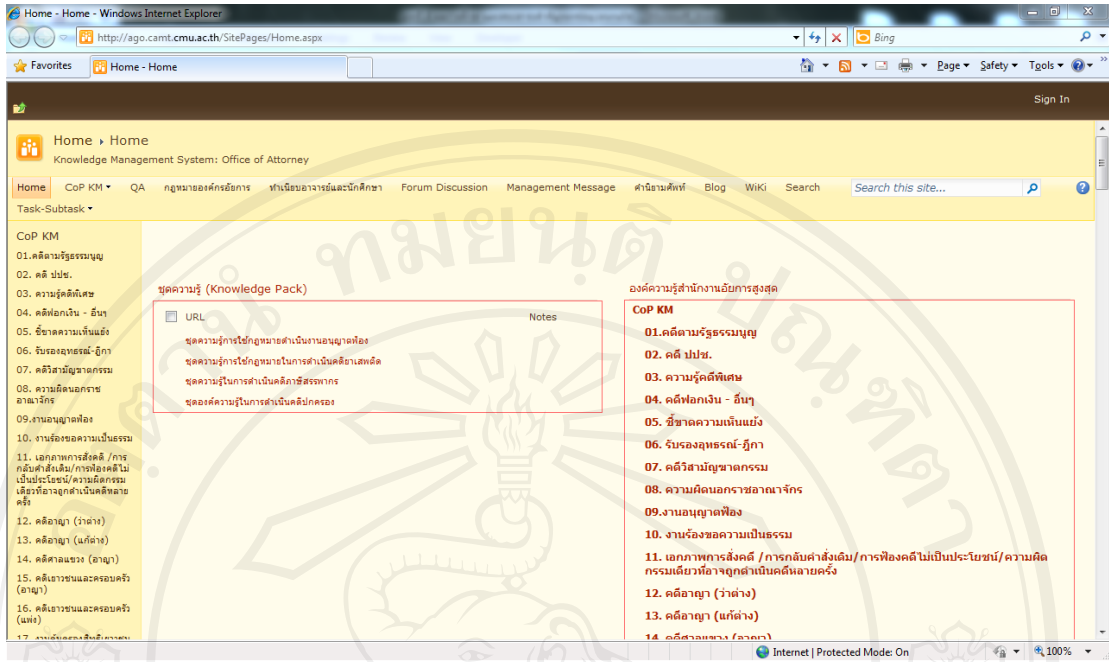 Home - Home - Windows Internet Explorer
http://ago.camt.cmu.ac.th/SitePages/Home.aspx
Bing
Favorites
Home - Home
Page
Safety
Tools
Sign In
Home ▸ Home
Knowledge Management System: Office of Attorney
Home CoP KM QA กฎหมายองค์กรอัยการ ทำเนียบอาจารย์และนักศึกษา Forum Discussion Management Message คำนิยามศัพท์ Blog WiKi Search Search this site...
Task-Subtask
CoP KM
01.คดีตามรัฐธรรมนูญ
02. คดี ปปช.
03. ความรู้คดีพิเศษ
04. คดีฟอกเงิน - อื่นๆ
05. ชี้ขาดความเห็นแย้ง
06. รับรองอุทธรณ์-ฎีกา
07. คดีวิสามัญฆาตกรรม
08. ความผิดนอกราช
อาณาจักร
09.งานอนุญาตฟ้อง
10. งานร้องขอความเป็นธรรม
11. เอกภาพการสั่งคดี /การ
กลับคำสั่งเดิม/การฟ้องคดีไม่
เป็นประโยชน์/ความผิดกรรม
เดียวที่อาจถูกดำเนินคดีหลาย
ครั้ง
12. คดีอาญา (ว่าต่าง)
13. คดีอาญา (แก้ต่าง)
14. คดีศาลแขวง (อาญา)
15. คดีเยาวชนและครอบครัว
(อาญา)
16. คดีเยาวชนและครอบครัว
(แพ่ง)
ชุดความรู้ (Knowledge Pack)
URL Notes
ชุดความรู้การใช้กฎหมายดำเนินงานอนุญาตฟ้อง
ชุดความรู้การใช้กฎหมายในการดำเนินคดียาเสพติด
ชุดความรู้ในการดำเนินคดีภาษีสรรพากร
ชุดองค์ความรู้ในการดำเนินคดีปกครอง
องค์ความรู้สำนักงานอัยการสูงสุด
CoP KM
01.คดีตามรัฐธรรมนูญ
02. คดี ปปช.
03. ความรู้คดีพิเศษ
04. คดีฟอกเงิน - อื่นๆ
05. ชี้ขาดความเห็นแย้ง
06. รับรองอุทธรณ์-ฎีกา
07. คดีวิสามัญฆาตกรรม
08. ความผิดนอกราชอาณาจักร
09.งานอนุญาตฟ้อง
10. งานร้องขอความเป็นธรรม
11. เอกภาพการสั่งคดี /การกลับคำสั่งเดิม/การฟ้องคดีไม่เป็นประโยชน์/ความผิด
กรรมเดียวที่อาจถูกดำเนินคดีหลายครั้ง
12. คดีอาญา (ว่าต่าง)
13. คดีอาญา (แก้ต่าง)
14. คดีศาลแขวง (อาญา)
Internet | Protected Mode: On
100%